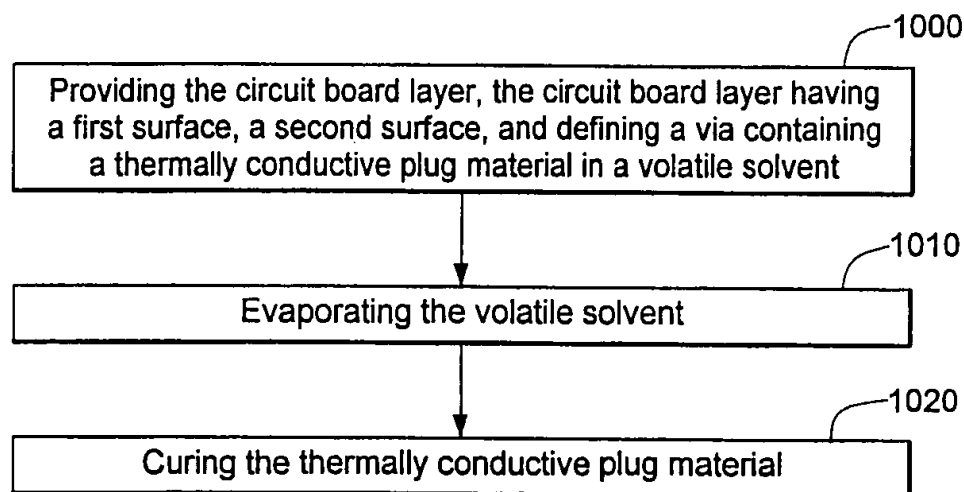 1000
Providing the circuit board layer, the circuit board layer having
a first surface, a second surface, and defining a via containing
a thermally conductive plug material in a volatile solvent
1010
Evaporating the volatile solvent
1020
Curing the thermally conductive plug material